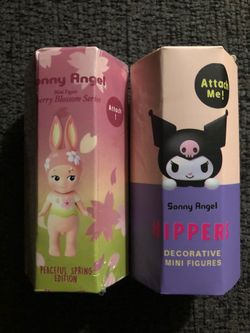 Sonny Angel
Mini Figure
Cherry Blossom Series
Attach
!
PEACEFUL SPRING
EDITION
Attach
Me!
Sonny Angel
HIPPERS
DECORATIVE
MINI FIGURES